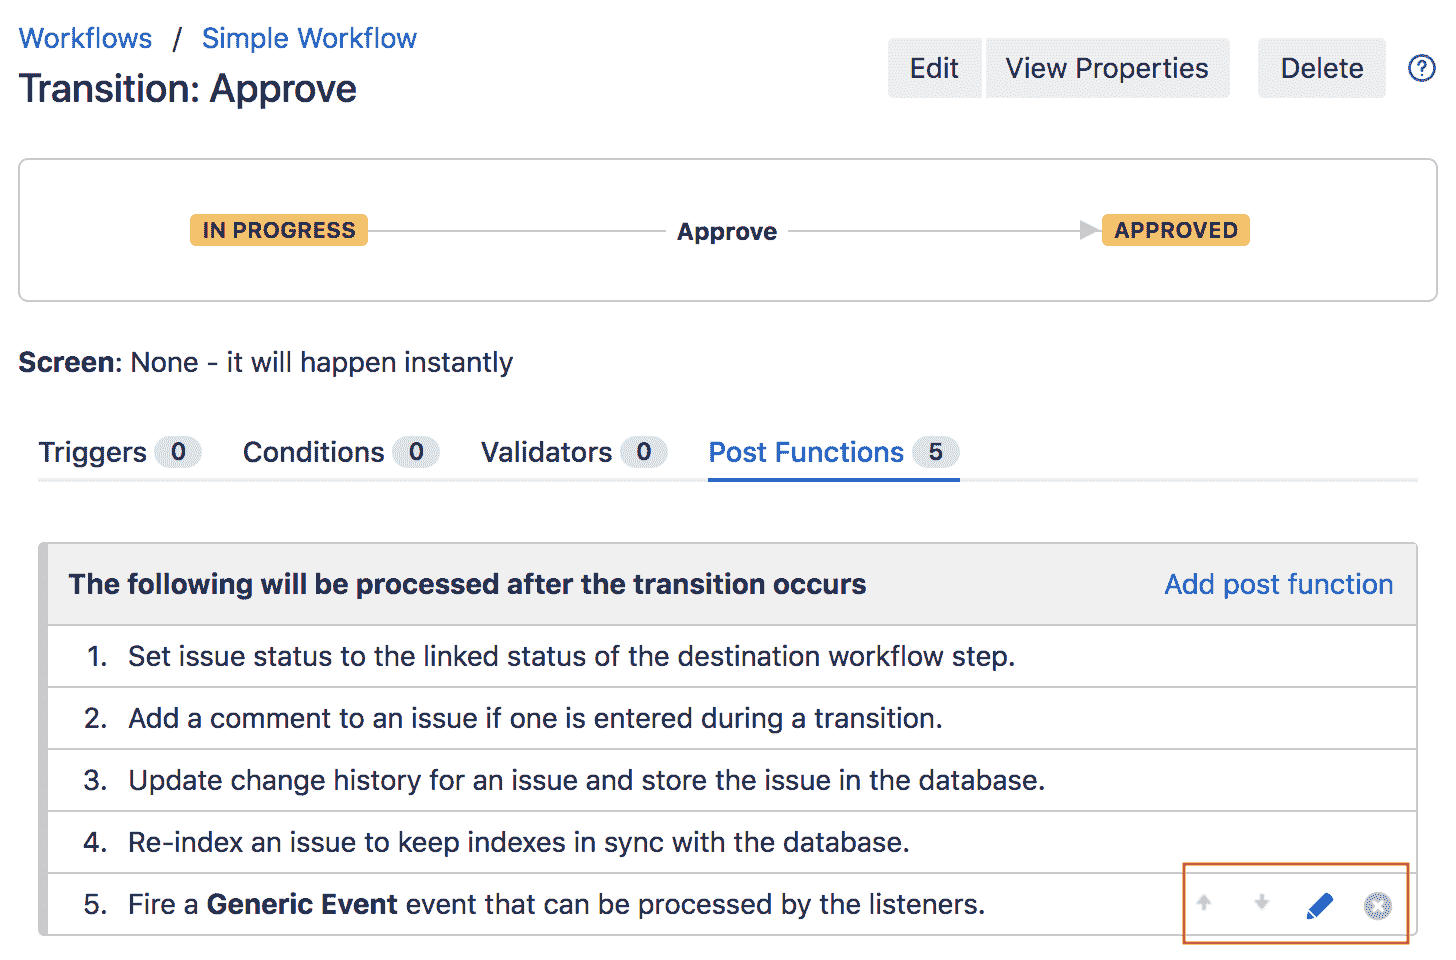 Workflows / Simple Workflow
Transition: Approve
Edit View Properties Delete ?
IN PROGRESS Approve APPROVED
Screen: None - it will happen instantly
Triggers 0 Conditions 0 Validators 0 Post Functions 5
The following will be processed after the transition occurs Add post function
1. Set issue status to the linked status of the destination workflow step.
2. Add a comment to an issue if one is entered during a transition.
3. Update change history for an issue and store the issue in the database.
4. Re-index an issue to keep indexes in sync with the database.
5. Fire a Generic Event event that can be processed by the listeners.